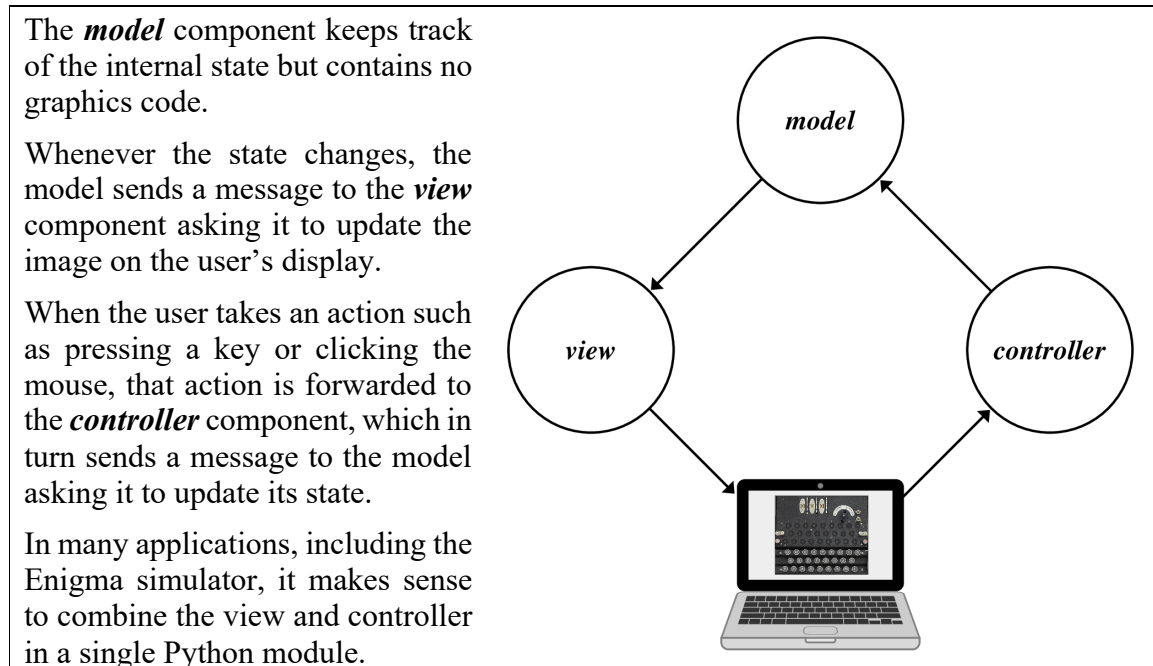 The model component keeps track
of the internal state but contains no
graphics code.
Whenever the state changes, the
model sends a message to the view
component asking it to update the
image on the user’s display.
When the user takes an action such
as pressing a key or clicking the
mouse, that action is forwarded to
the controller component, which in
turn sends a message to the model
asking it to update its state.
In many applications, including the
Enigma simulator, it makes sense
to combine the view and controller
in a single Python module.
model
view
controller